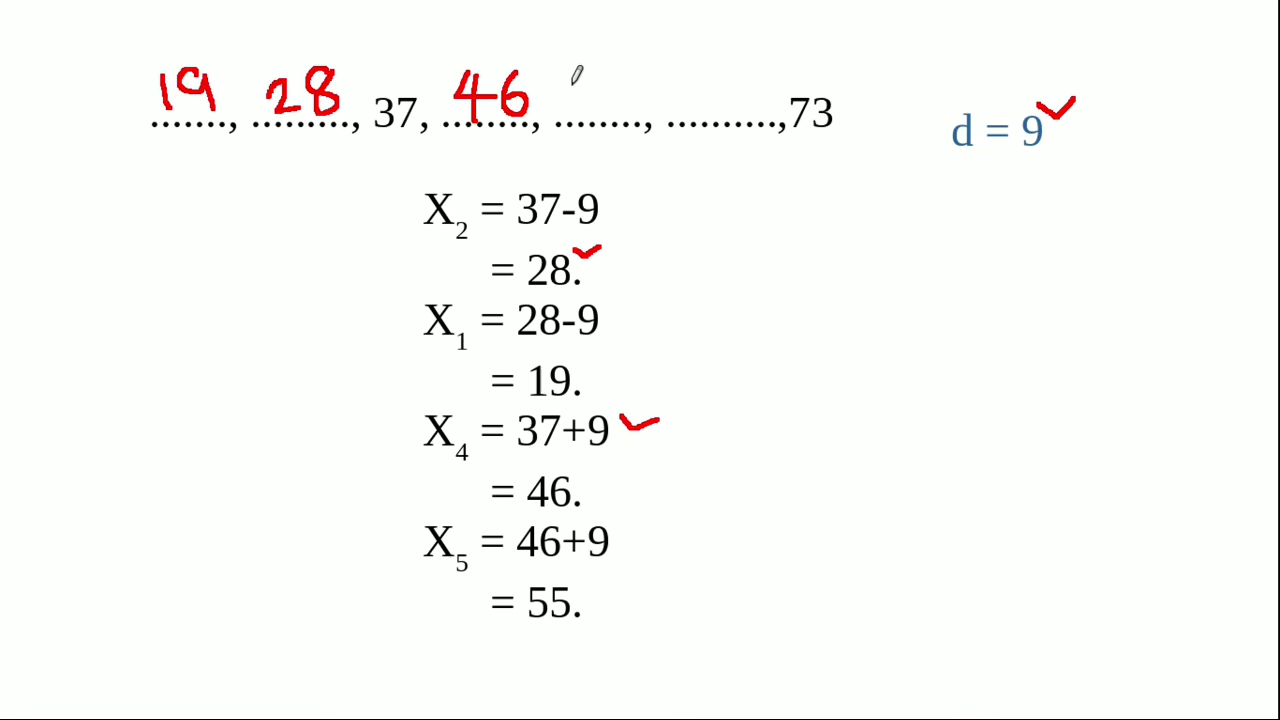 19 28 46
......., ........., 37, ........, ........, ..........,73
d = 9
X2 = 37-9
= 28.
X1 = 28-9
= 19.
X4 = 37+9
= 46.
X5 = 46+9
= 55.